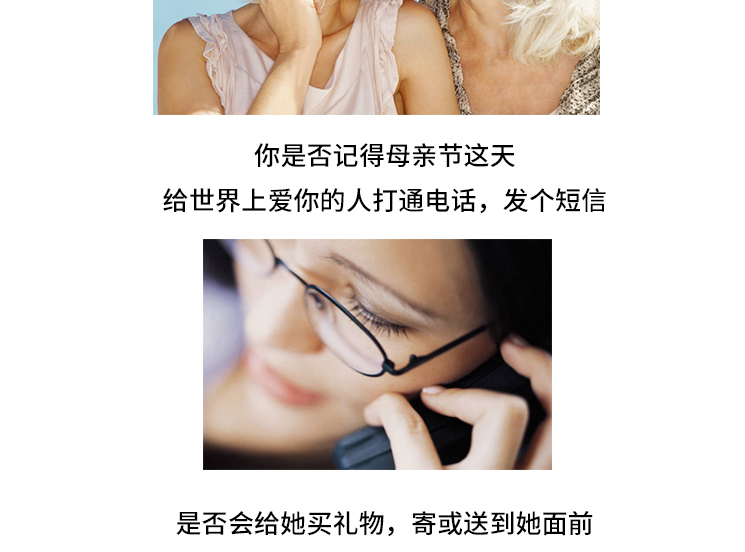 你是否记得母亲节这天
给世界上爱你的人打通电话，发个短信
是否会给她买礼物，寄或送到她面前